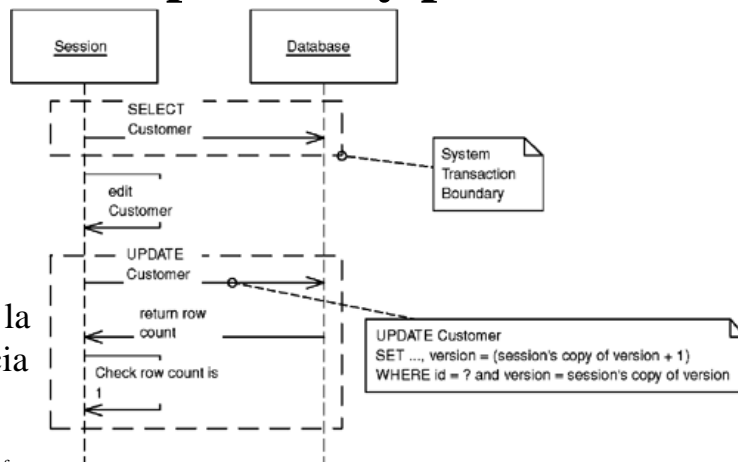 Session
Database
SELECT
Customer
System
Transaction
Boundary
edit
Customer
UPDATE
Customer
return row
count
la
cia
Check row count is
1
UPDATE Customer
SET ..., version = (session's copy of version + 1)
WHERE id = ? and version = session's copy of version